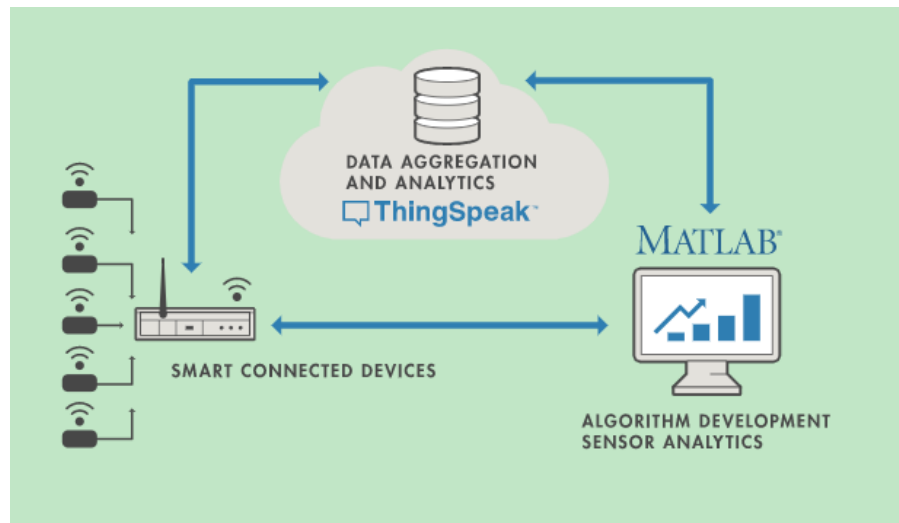 DATA AGGREGATION
AND ANALYTICS
ThingSpeak™
MATLAB®
SMART CONNECTED DEVICES
ALGORITHM DEVELOPMENT
SENSOR ANALYTICS